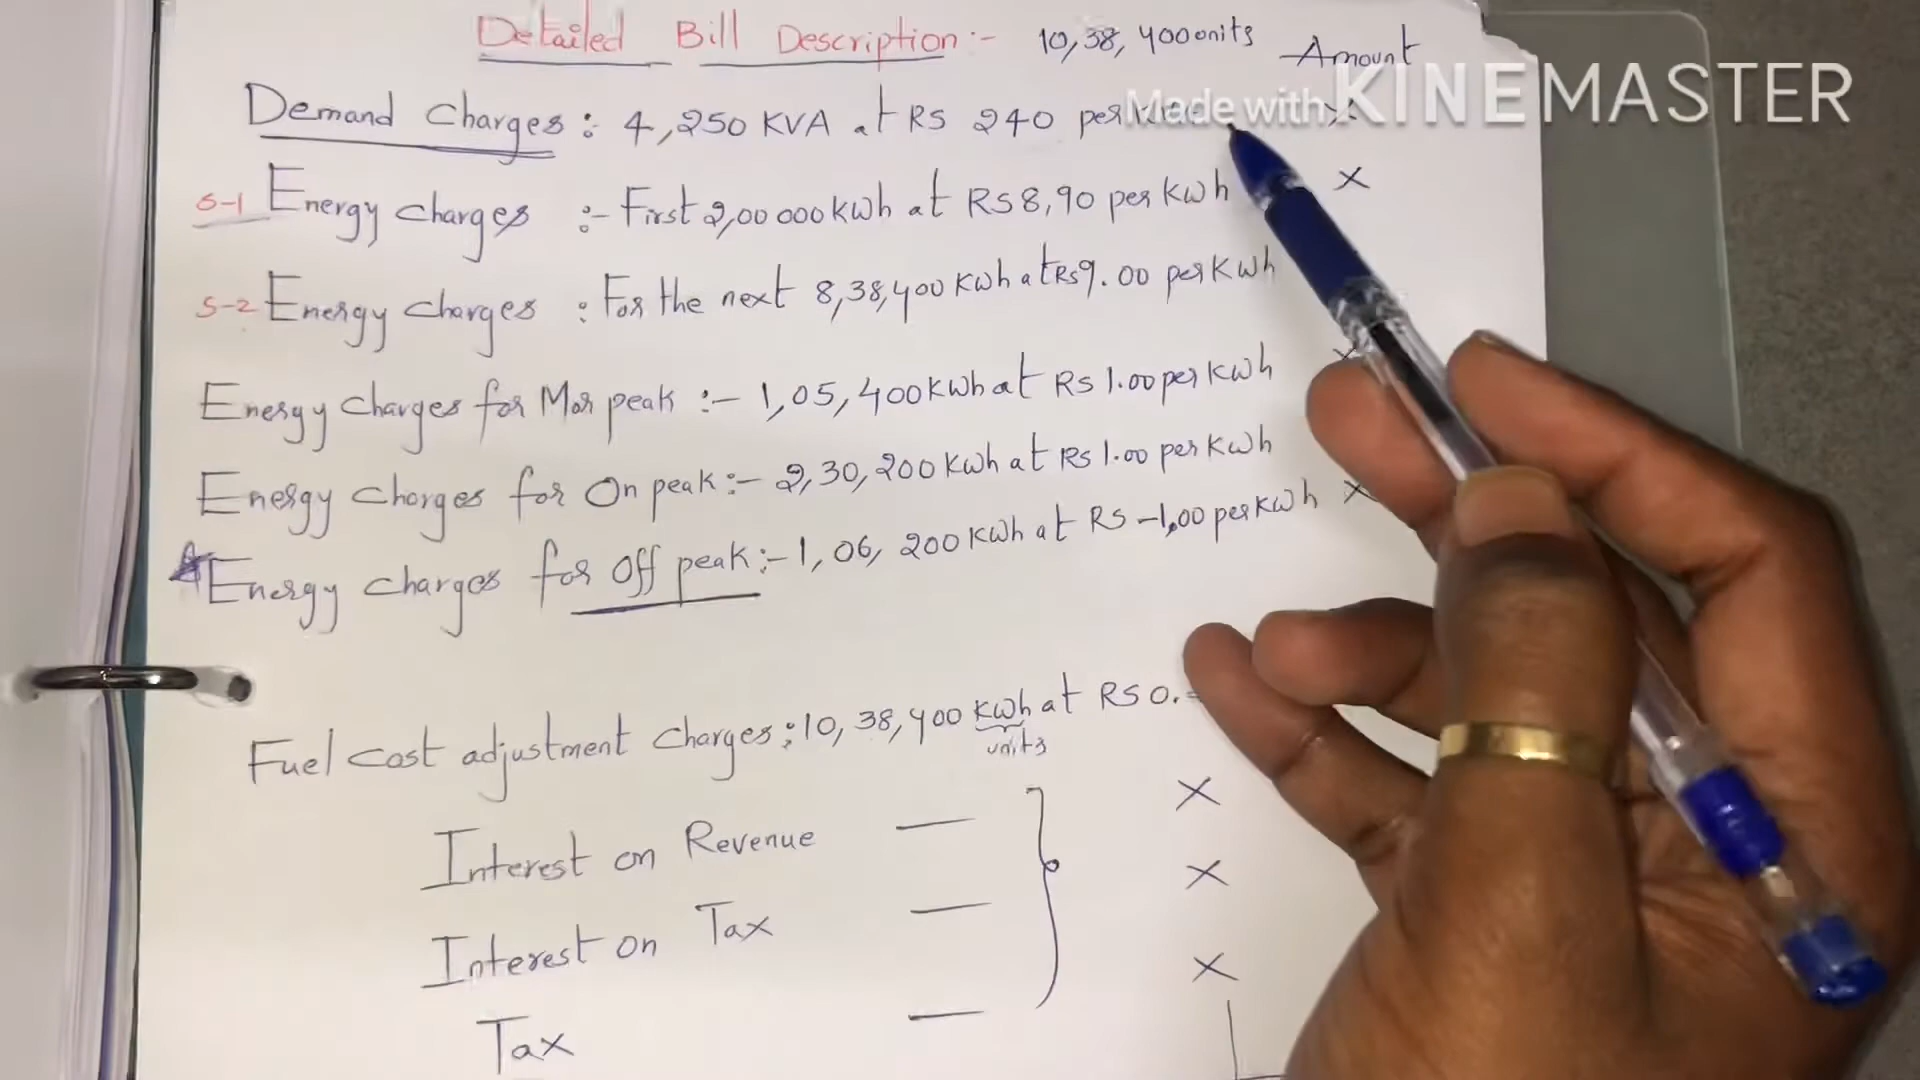 Detailed Bill Description :- 10,38,400 units Amount
Made with KINEMASTER
Demand Charges : 4,250 KVA at RS 240 per
S-1 Energy charges :- First 2,00000 kWh at RS 8,90 per kWh X
S-2 Energy charges : For the next 8,38,400 kWh at Rs 9.00 per kWh
Energy Charges for Mor peak :- 1,05,400 kWh at RS 1.00 per kWh
Energy charges for On peak :- 2,30,200 kWh at Rs 1.00 per kWh
Energy charges for Off peak :- 1,06,200 kWh at RS -1,00 per kWh X
Fuel Cost adjustment charges : 10,38,400 kWh at RS 0.
units
Interest on Revenue — X
Interest on Tax — X
Tax — X